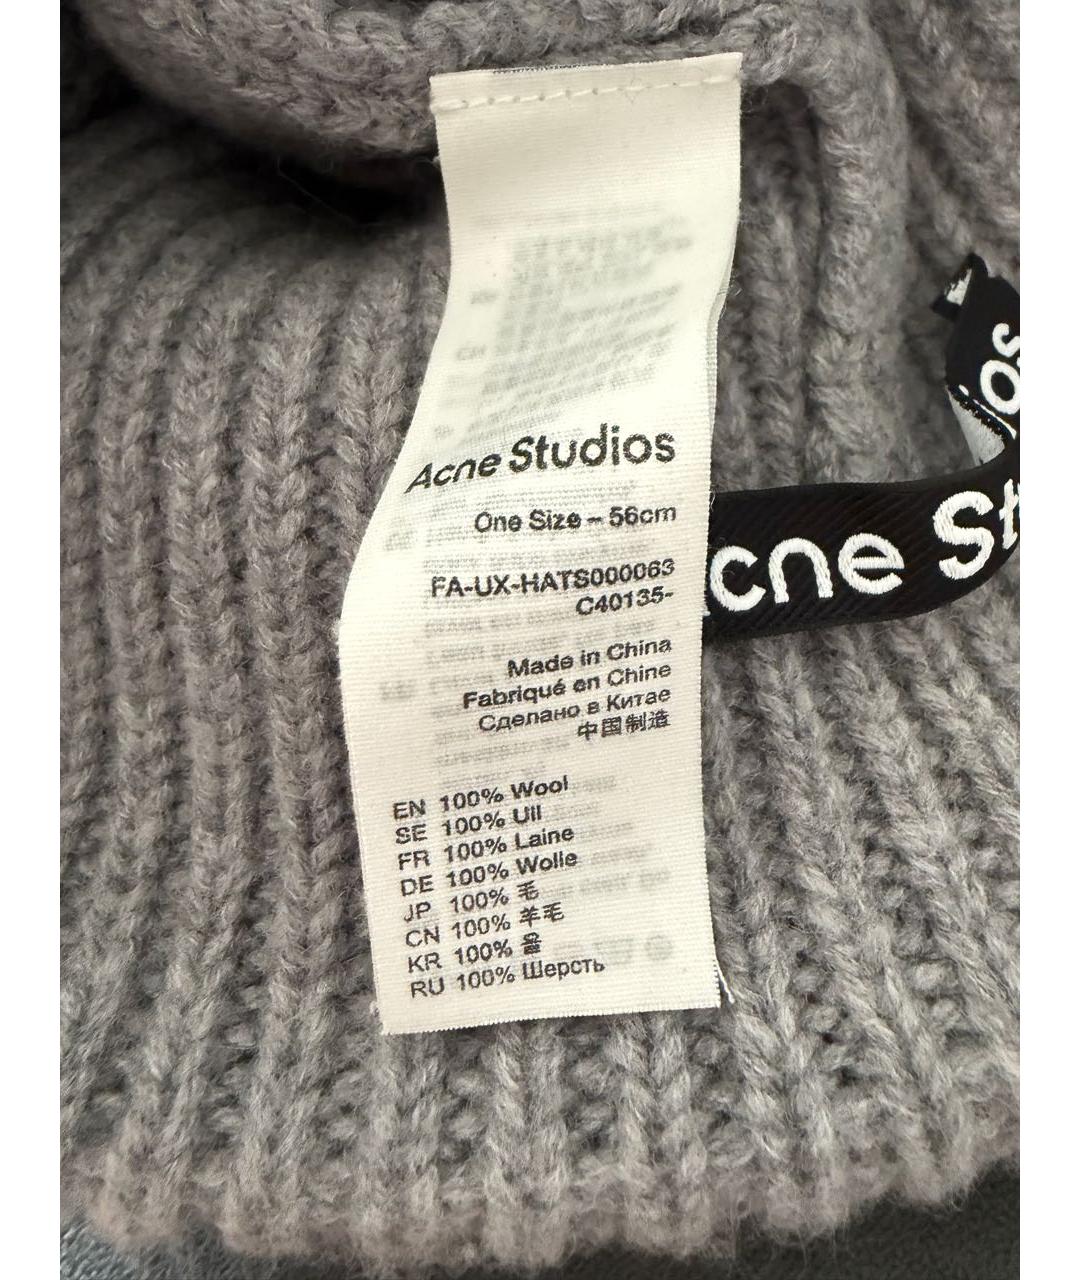 Acne Studios
One Size – 56cm
FA-UX-HATS000063
C40135-
Made in China
Fabriqué en Chine
Сделано в Китае
中国制造
EN 100% Wool
SE 100% Ull
FR 100% Laine
DE 100% Wolle
JP 100% 毛
CN 100% 羊毛
KR 100% 울
RU 100% Шерсть
cne St
ios